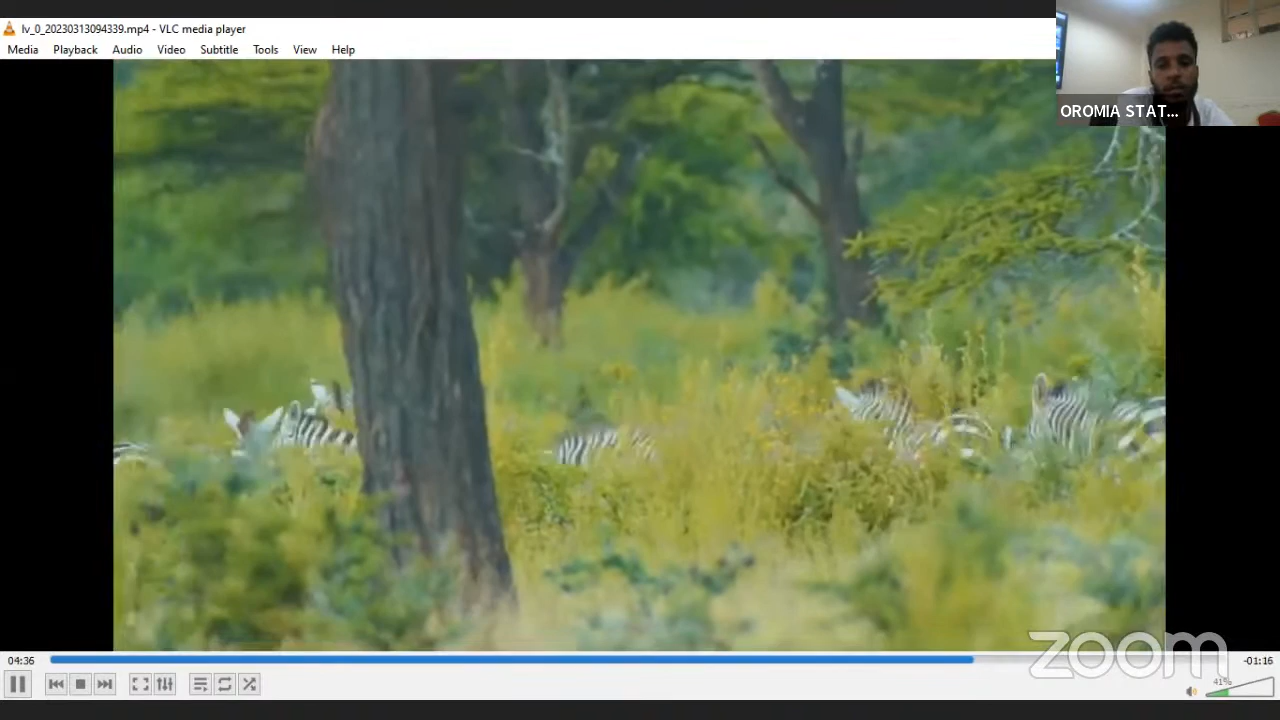 lv_0_20230313094339.mp4 - VLC media player
Media Playback Audio Video Subtitle Tools View Help
OROMIA STAT...
04:36
-01:16
zoom
41%